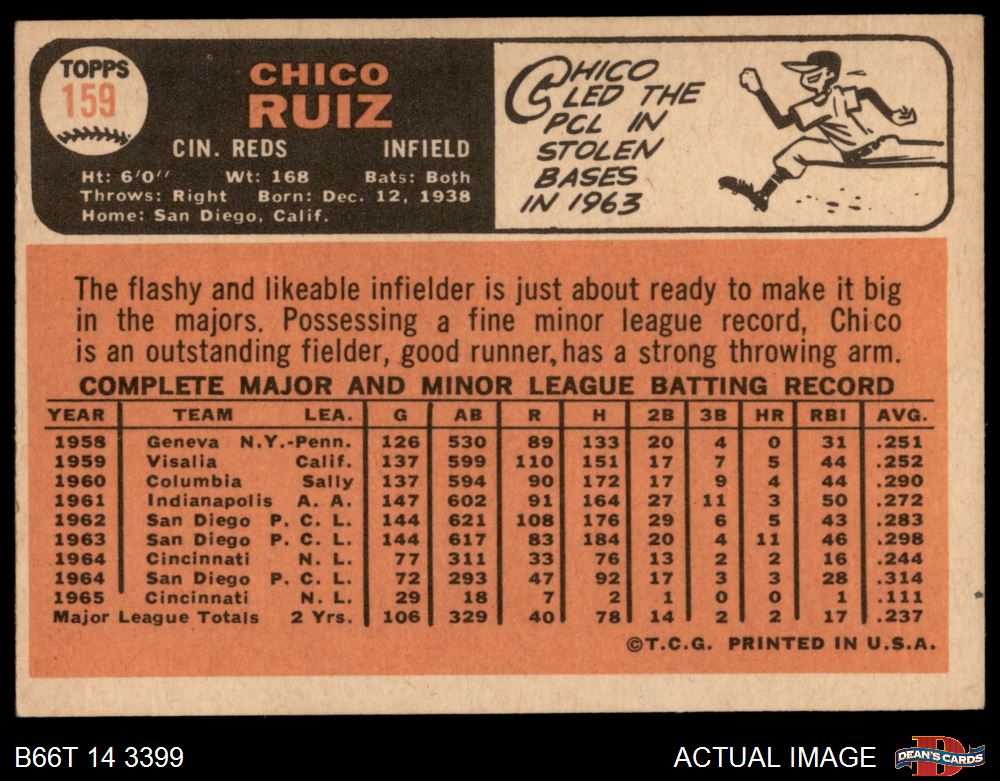 TOPPS
159
CHICO
RUIZ
CIN. REDS INFIELD
Ht: 6'0" Wt: 168 Bats: Both
Throws: Right Born: Dec. 12, 1938
Home: San Diego, Calif.
CHICO
LED THE
PCL IN
STOLEN
BASES
IN 1963
The flashy and likeable infielder is just about ready to make it big
in the majors. Possessing a fine minor league record, Chico
is an outstanding fielder, good runner, has a strong throwing arm.
COMPLETE MAJOR AND MINOR LEAGUE BATTING RECORD
YEAR TEAM LEA. G AB R H 2B 3B HR RBI AVG.
1958 Geneva N.Y.-Penn. 126 530 89 133 20 4 0 31 .251
1959 Visalia Calif. 137 599 110 151 17 7 5 44 .252
1960 Columbia Sally 137 594 90 172 17 9 4 44 .290
1961 Indianapolis A. A. 147 602 91 164 27 11 3 50 .272
1962 San Diego P. C. L. 144 621 108 176 29 6 5 43 .283
1963 San Diego P. C. L. 144 617 83 184 20 4 11 46 .298
1964 Cincinnati N. L. 77 311 33 76 13 2 2 16 .244
1964 San Diego P. C. L. 72 293 47 92 17 3 3 28 .314
1965 Cincinnati N. L. 29 18 7 2 1 0 0 1 .111
Major League Totals 2 Yrs. 106 329 40 78 14 2 2 17 .237
©T.C.G. PRINTED IN U.S.A.
B66T 14 3399 ACTUAL IMAGE
D
DEAN'S CARDS